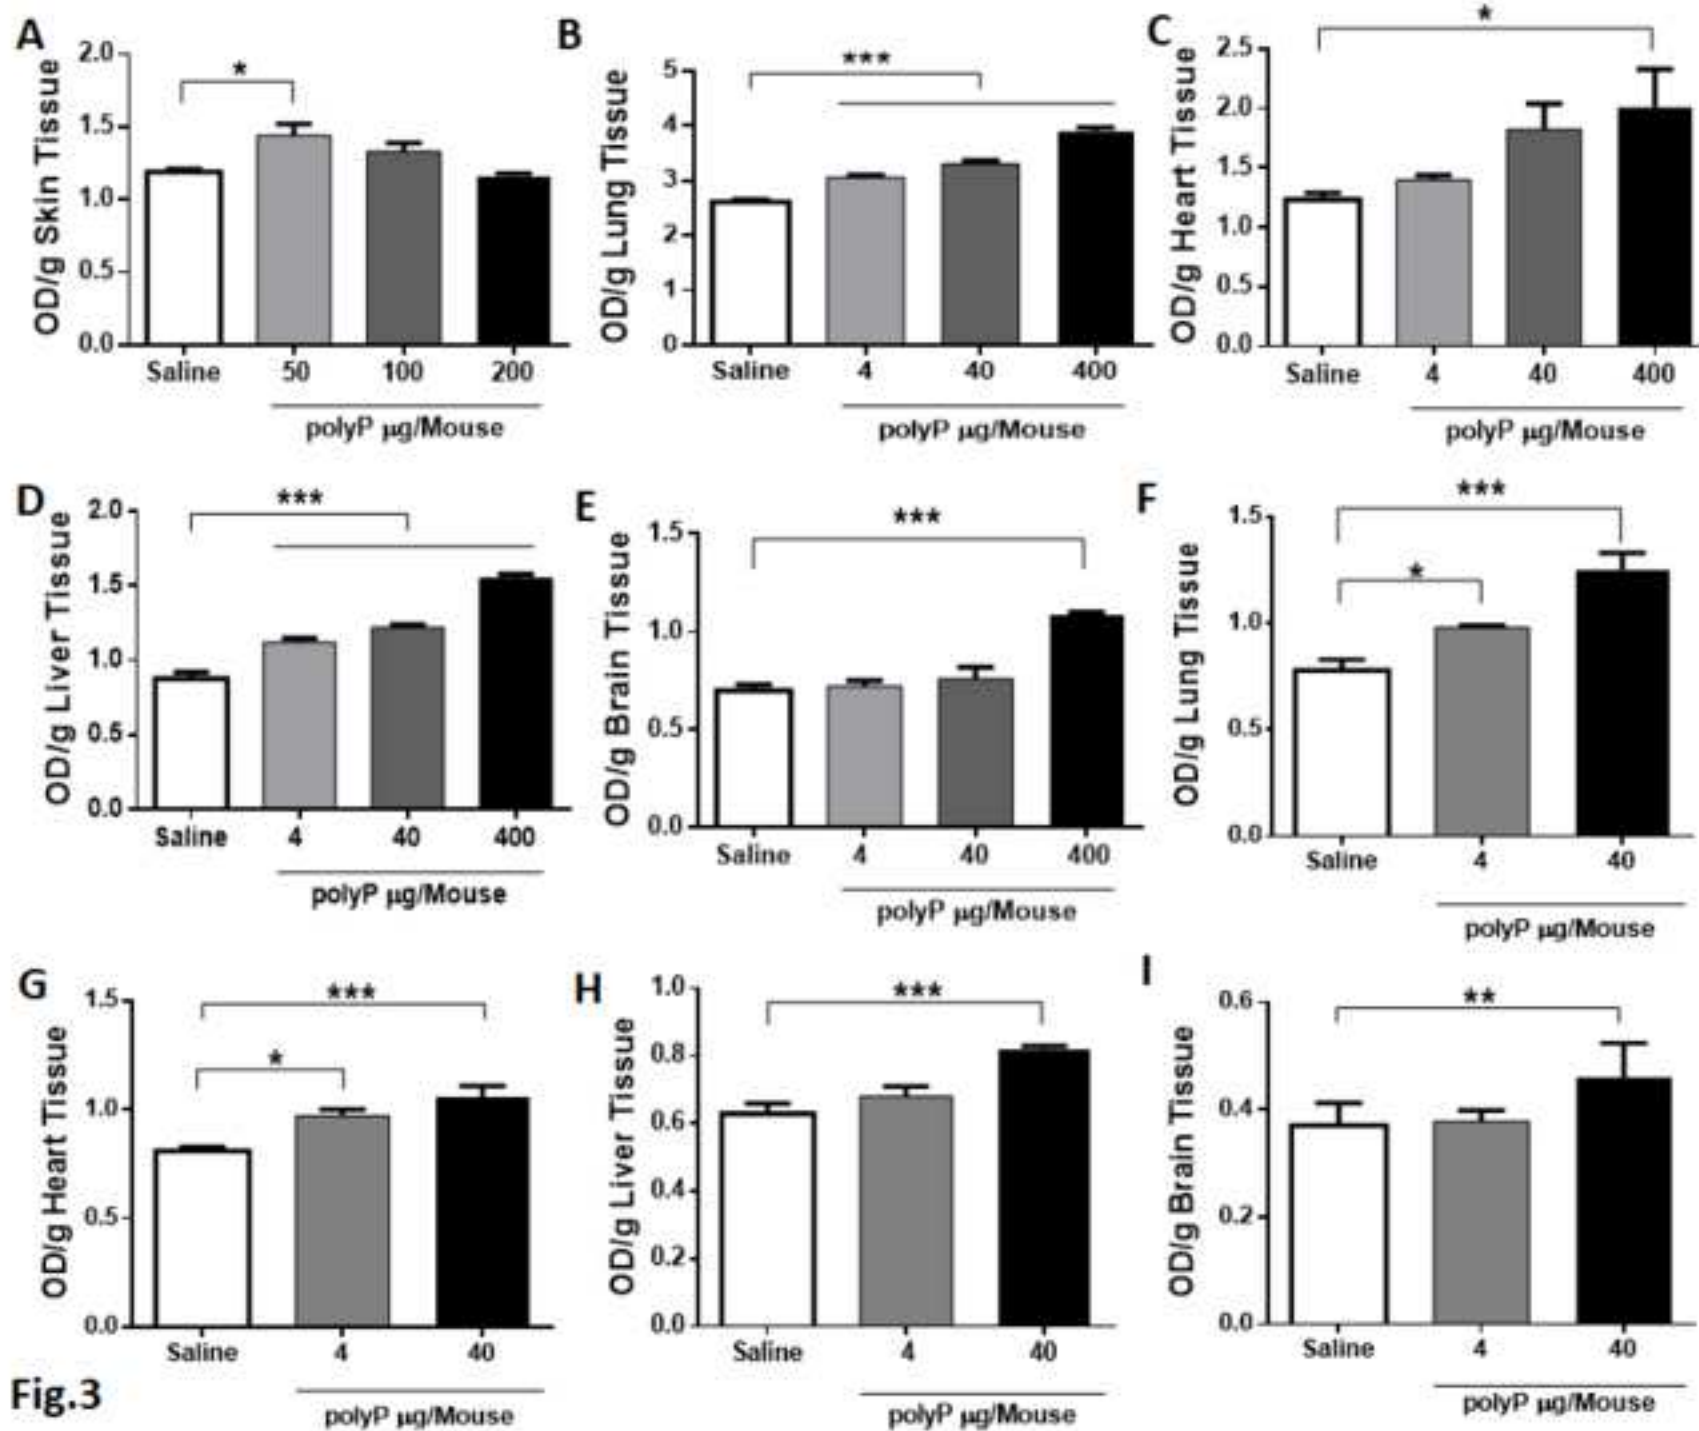 A
OD/g Skin Tissue
2.0
1.5
1.0
0.5
0.0
*
Saline 50 100 200
polyP µg/Mouse
B
OD/g Lung Tissue
5
4
3
2
1
0
***
Saline 4 40 400
polyP µg/Mouse
C
OD/g Heart Tissue
2.5
2.0
1.5
1.0
0.5
0.0
*
Saline 4 40 400
polyP µg/Mouse
D
OD/g Liver Tissue
2.0
1.5
1.0
0.5
0.0
***
Saline 4 40 400
polyP µg/Mouse
E
OD/g Brain Tissue
1.5
1.0
0.5
0.0
***
Saline 4 40 400
polyP µg/Mouse
F
OD/g Lung Tissue
1.5
1.0
0.5
0.0
***
*
Saline 4 40
polyP µg/Mouse
G
OD/g Heart Tissue
1.5
1.0
0.5
0.0
***
*
Saline 4 40
polyP µg/Mouse
H
OD/g Liver Tissue
1.0
0.8
0.6
0.4
0.2
0.0
***
Saline 4 40
polyP µg/Mouse
I
OD/g Brain Tissue
0.6
0.4
0.2
0.0
**
Saline 4 40
polyP µg/Mouse
Fig.3